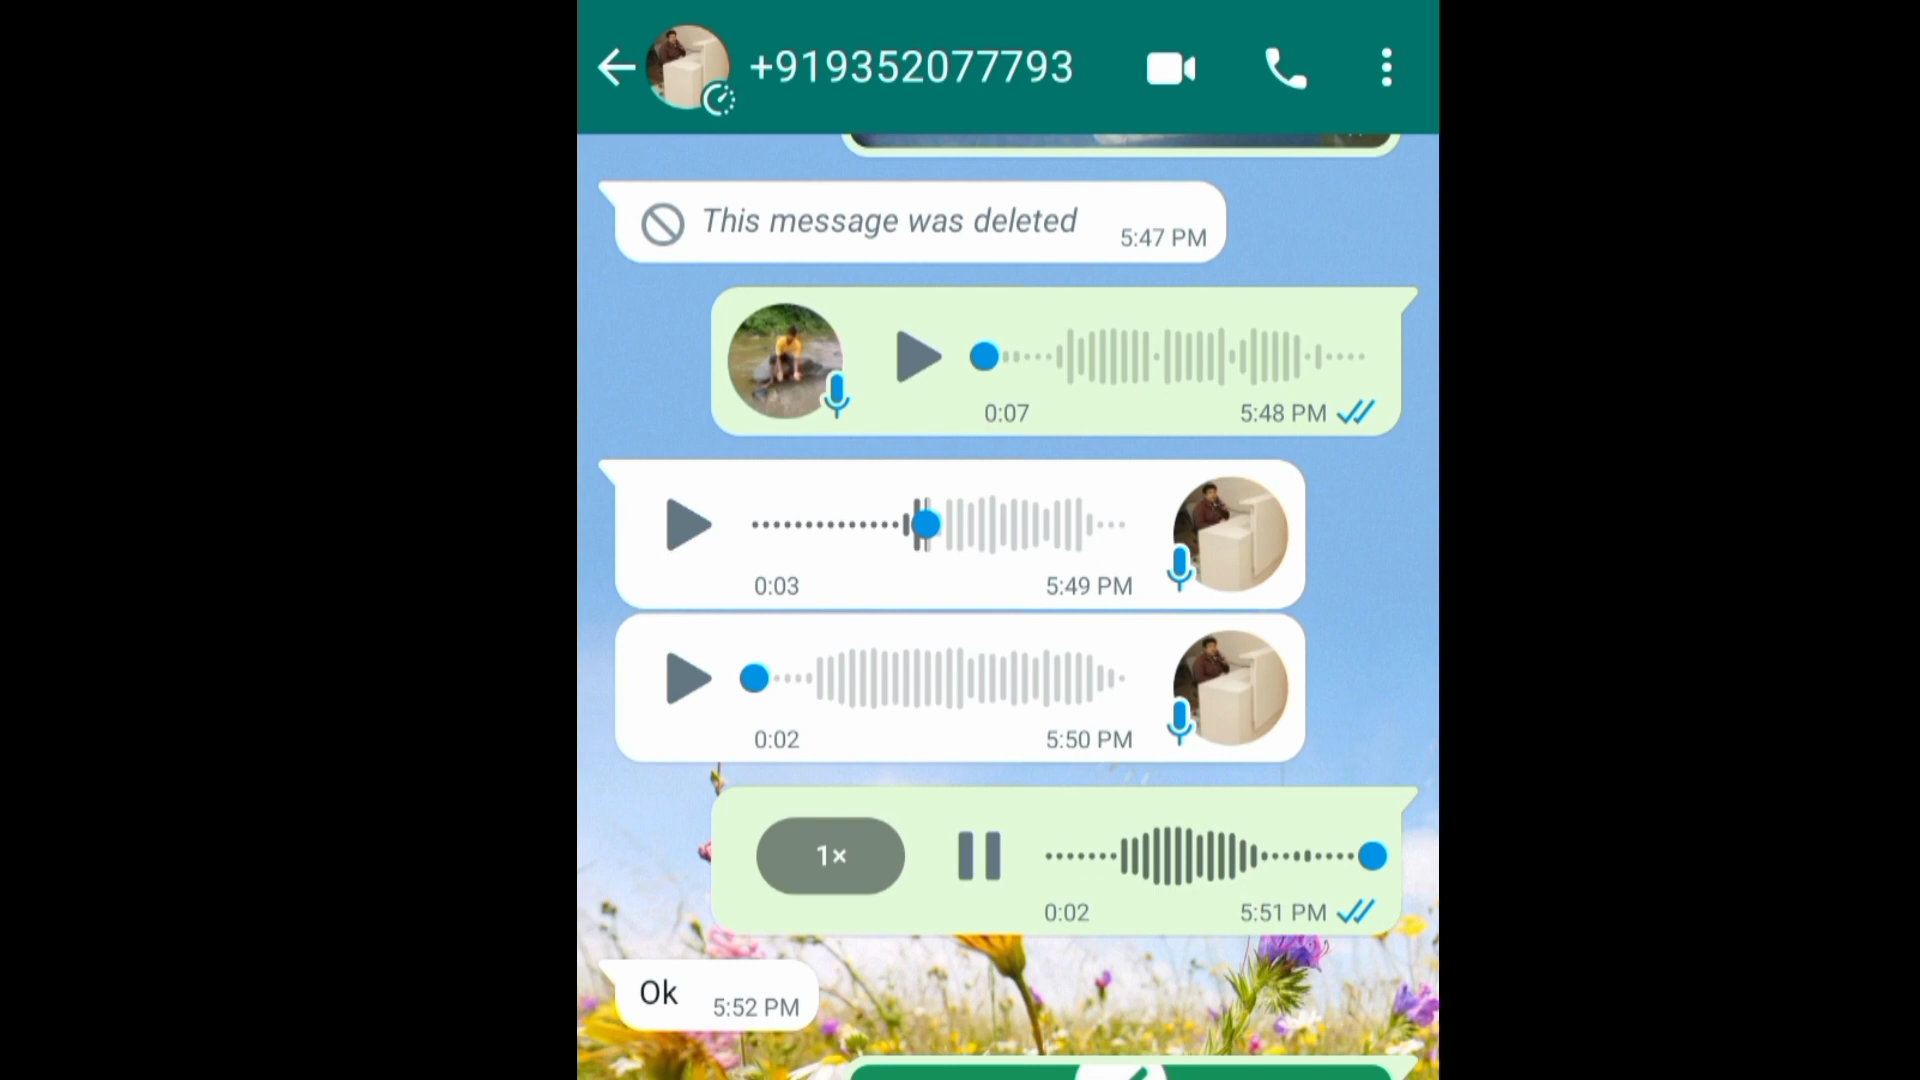 +919352077793
This message was deleted 5:47 PM
0:07 5:48 PM
0:03 5:49 PM
0:02 5:50 PM
1×
0:02 5:51 PM
Ok 5:52 PM